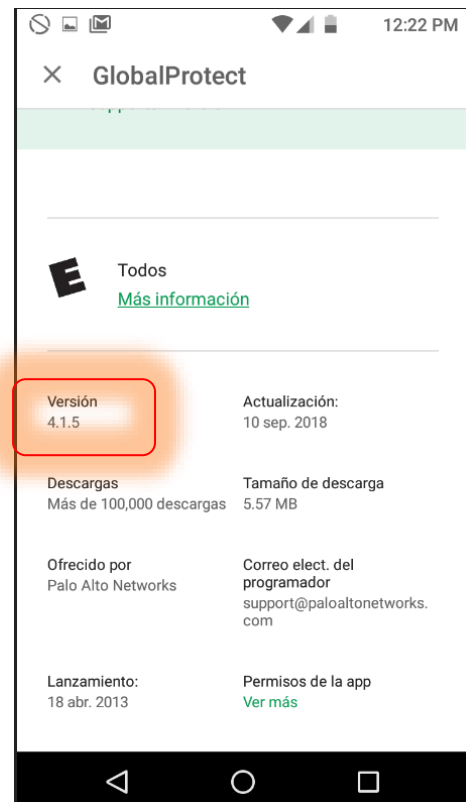 12:22 PM
GlobalProtect
Todos
Más información
Versión
4.1.5
Actualización:
10 sep. 2018
Descargas
Más de 100,000 descargas
Tamaño de descarga
5.57 MB
Ofrecido por
Palo Alto Networks
Correo elect. del
programador
support@paloaltonetworks.
com
Lanzamiento:
18 abr. 2013
Permisos de la app
Ver más